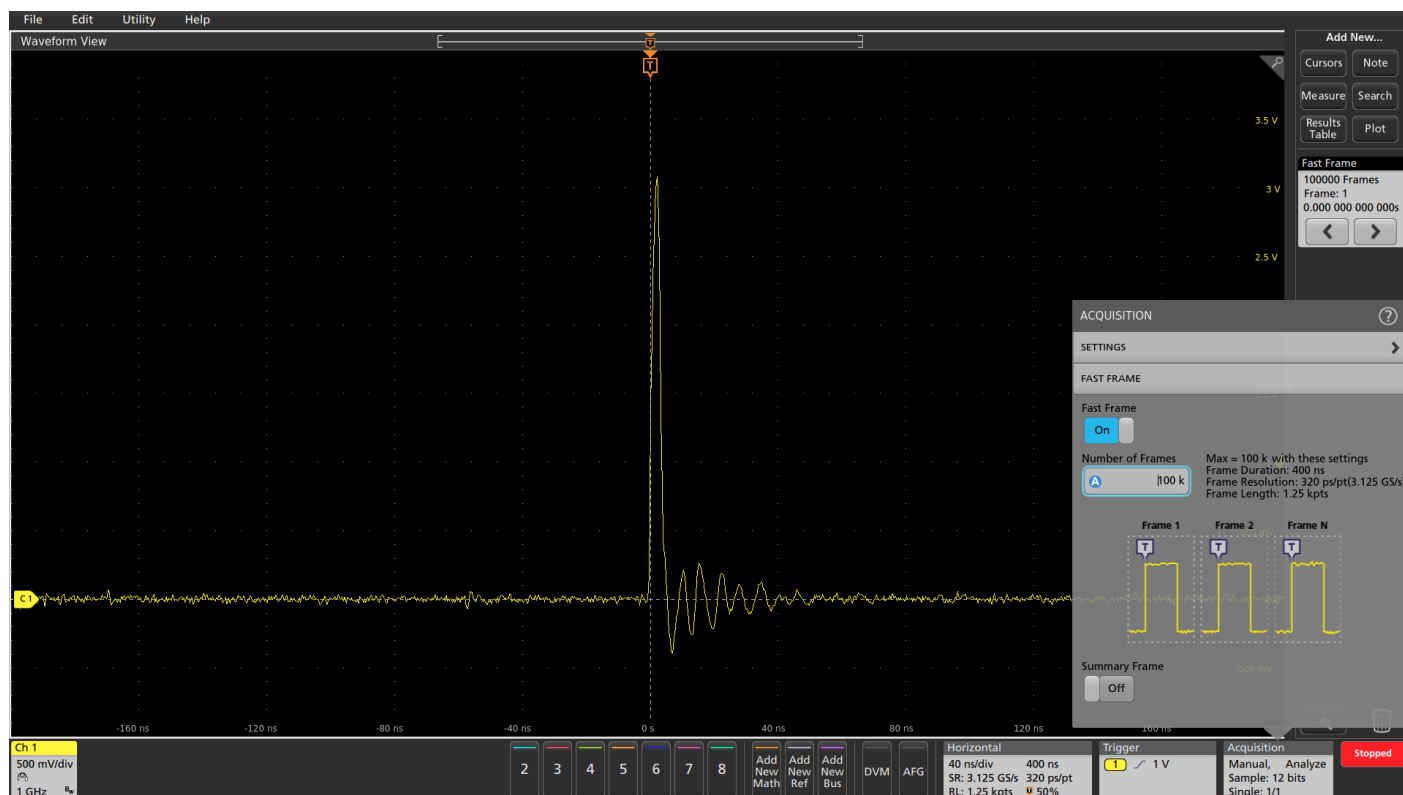 File Edit Utility Help
Waveform View
T
T
3.5 V
3 V
2.5 V
C 1
-160 ns -120 ns -80 ns -40 ns 0 s 40 ns 80 ns 120 ns 160 ns
Add New...
Cursors Note
Measure Search
Results Table Plot
Fast Frame
100000 Frames
Frame: 1
0.000 000 000 000s
ACQUISITION ?
SETTINGS
FAST FRAME
Fast Frame
On
Number of Frames
A 100 k
Max = 100 k with these settings
Frame Duration: 400 ns
Frame Resolution: 320 ps/pt(3.125 GS/s)
Frame Length: 1.25 kpts
Frame 1 Frame 2 Frame N
T T T
Summary Frame
Off
-500 mV
Ch 1
500 mV/div
1 GHz Bw
2 3 4 5 6 7 8
Add New Math
Add New Ref
Add New Bus
DVM AFG
Horizontal
40 ns/div 400 ns
SR: 3.125 GS/s 320 ps/pt
RL: 1.25 kpts 50%
Trigger
1 1 V
Acquisition
Manual, Analyze
Sample: 12 bits
Single: 1/1
Stopped